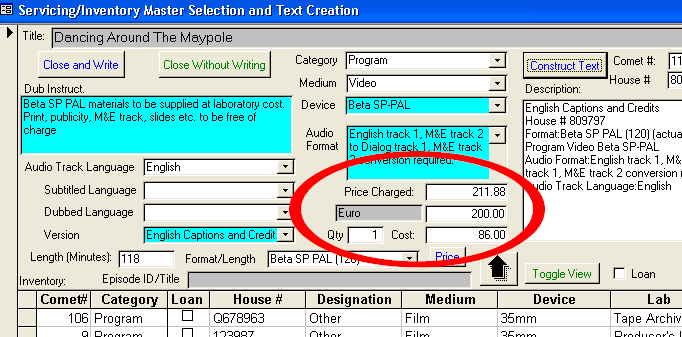 Servicing/Inventory Master Selection and Text Creation
Title: Dancing Around The Maypole
Close and Write Close Without Writing
Category Program
Construct Text
Comet #: 11
House # 80
Medium Video
Dub Instruct.
Description:
Beta SP PAL materials to be supplied at laboratory cost.
Print, publicity, M&E track, slides etc. to be free of
charge
Device Beta SP-PAL
Audio
Format
English track 1, M&E track 2
to Dialog track 1, M&E track
2 conversion required.
English Captions and Credits
House # 809797
Format:Beta SP PAL (120) (actua
Program Video Beta SP-PAL
Audio Format:English track 1, M
track 1, M&E track 2 conversion r
Audio Track Language:English
Audio Track Language English
Subtitled Language
Dubbed Language
Version English Captions and Credit
Price Charged: 211.88
Euro 200.00
Qty 1 Cost: 86.00
Length (Minutes): 118 Format/Length Beta SP PAL (120) Price
Inventory: Episode ID/Title
Toggle View Loan
Comet# Category Loan House # Designation Medium Device Lab
106 Program Q678963 Other Film 35mm Tape Archiv
9 Program 123987 Other Film 35mm Producer's